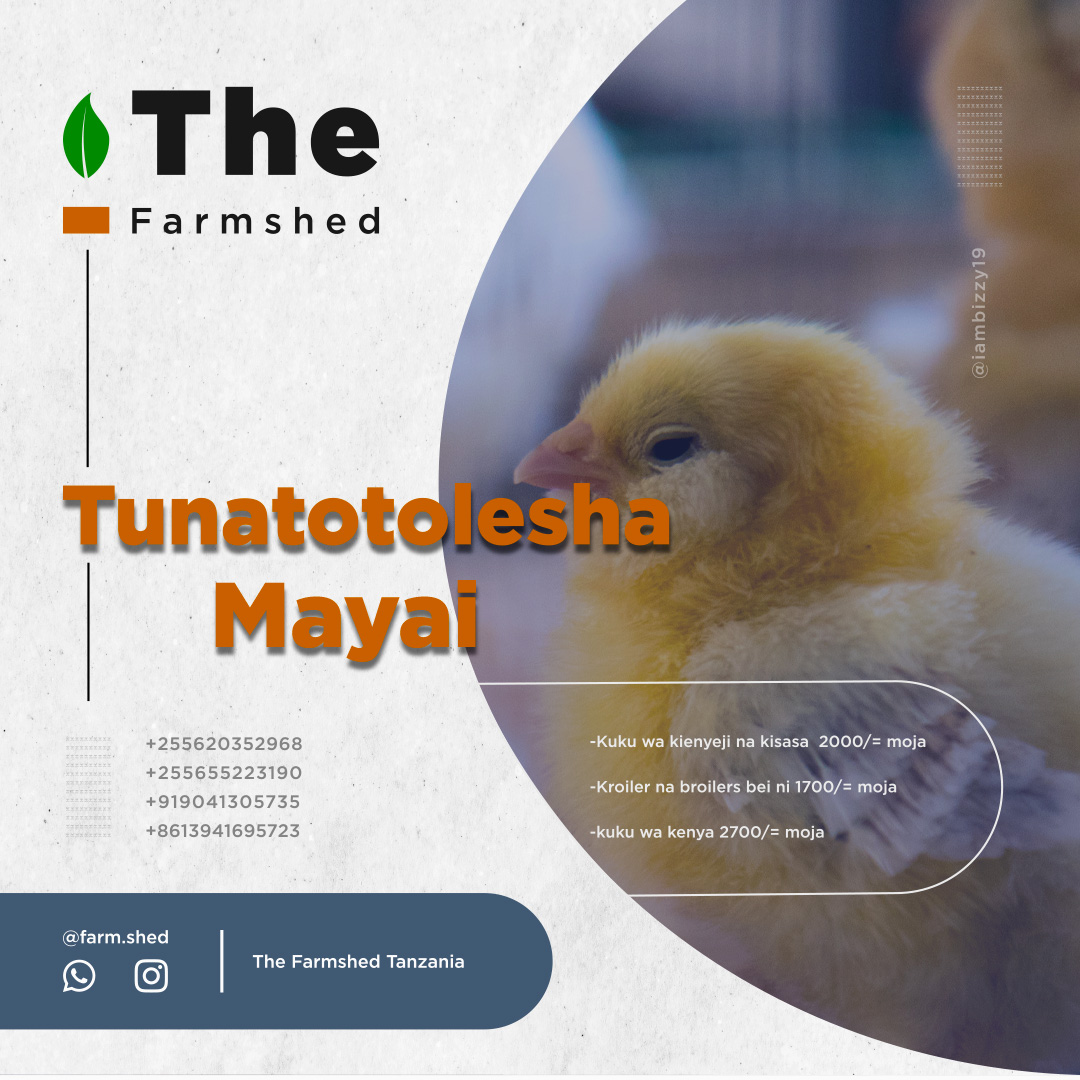 The
Farmshed
@iambizzy19
Tunatotolesha
Mayai
+255620352968
+255655223190
+919041305735
+8613941695723
-Kuku wa kienyeji na kisasa  2000/= moja
-Kroiler na broilers bei ni 1700/= moja
-kuku wa kenya 2700/= moja
@farm.shed
The Farmshed Tanzania